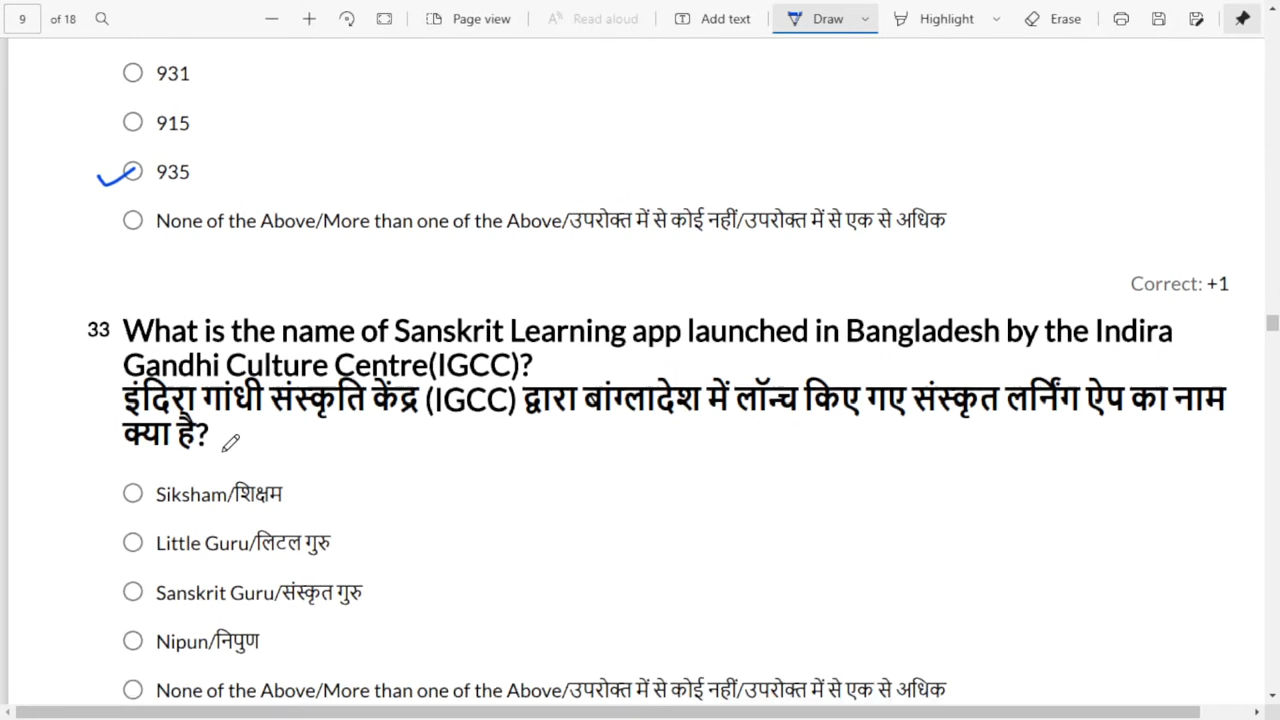 9 of 18 Page view Read aloud Add text Draw Highlight Erase
931
915
935
None of the Above/More than one of the Above/उपरोक्त में से कोई नहीं/उपरोक्त में से एक से अधिक
Correct: +1
33 What is the name of Sanskrit Learning app launched in Bangladesh by the Indira
Gandhi Culture Centre(IGCC)?
इंदिरा गांधी संस्कृति केंद्र (IGCC) द्वारा बांग्लादेश में लॉन्च किए गए संस्कृत लर्निंग ऐप का नाम
क्या है?
Siksham/शिक्षम
Little Guru/लिटल गुरु
Sanskrit Guru/संस्कृत गुरु
Nipun/निपुण
None of the Above/More than one of the Above/उपरोक्त में से कोई नहीं/उपरोक्त में से एक से अधिक